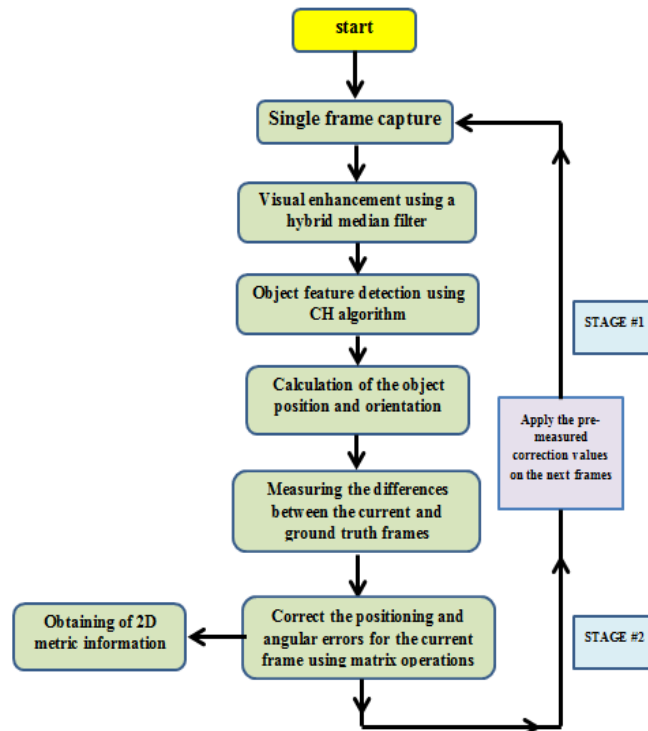 start
Single frame capture
Visual enhancement using a
hybrid median filter
Object feature detection using
CH algorithm
Calculation of the object
position and orientation
Measuring the differences
between the current and
ground truth frames
Correct the positioning and
angular errors for the current
frame using matrix operations
Obtaining of 2D
metric information
STAGE #1
Apply the pre-
measured
correction values
on the next frames
STAGE #2